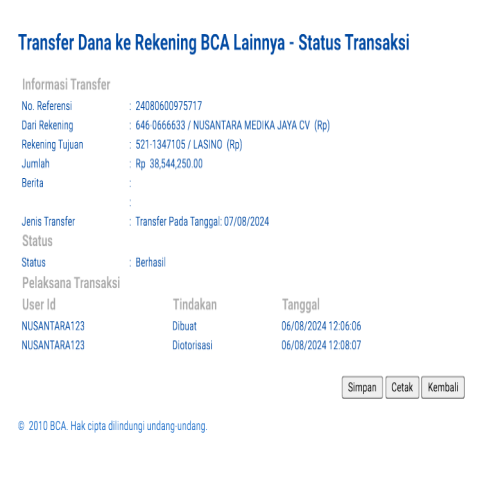 Transfer Dana ke Rekening BCA Lainnya - Status Transaksi
Informasi Transfer
No. Referensi : 24080600975717
Dari Rekening : 646-0666633 / NUSANTARA MEDIKA JAYA CV (Rp)
Rekening Tujuan : 521-1347105 / LASINO (Rp)
Jumlah : Rp 38,544,250.00
Berita :
:
Jenis Transfer : Transfer Pada Tanggal: 07/08/2024
Status
Status : Berhasil
Pelaksana Transaksi
User Id Tindakan Tanggal
NUSANTARA123 Dibuat 06/08/2024 12:06:06
NUSANTARA123 Diotorisasi 06/08/2024 12:08:07
Simpan Cetak Kembali
© 2010 BCA. Hak cipta dilindungi undang-undang.